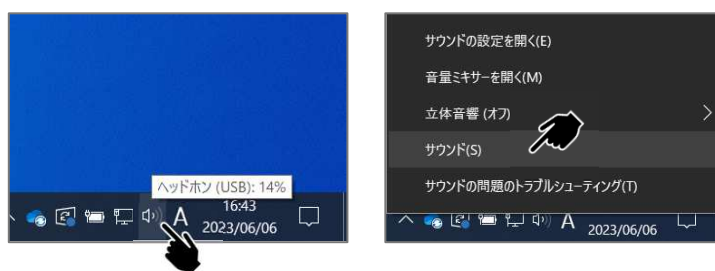 ヘッドホン (USB): 14%
A
16:43
2023/06/06
サウンドの設定を開く(E)
音量ミキサーを開く(M)
立体音響 (オフ)
サウンド(S)
サウンドの問題のトラブルシューティング(T)
A
2023/06/06